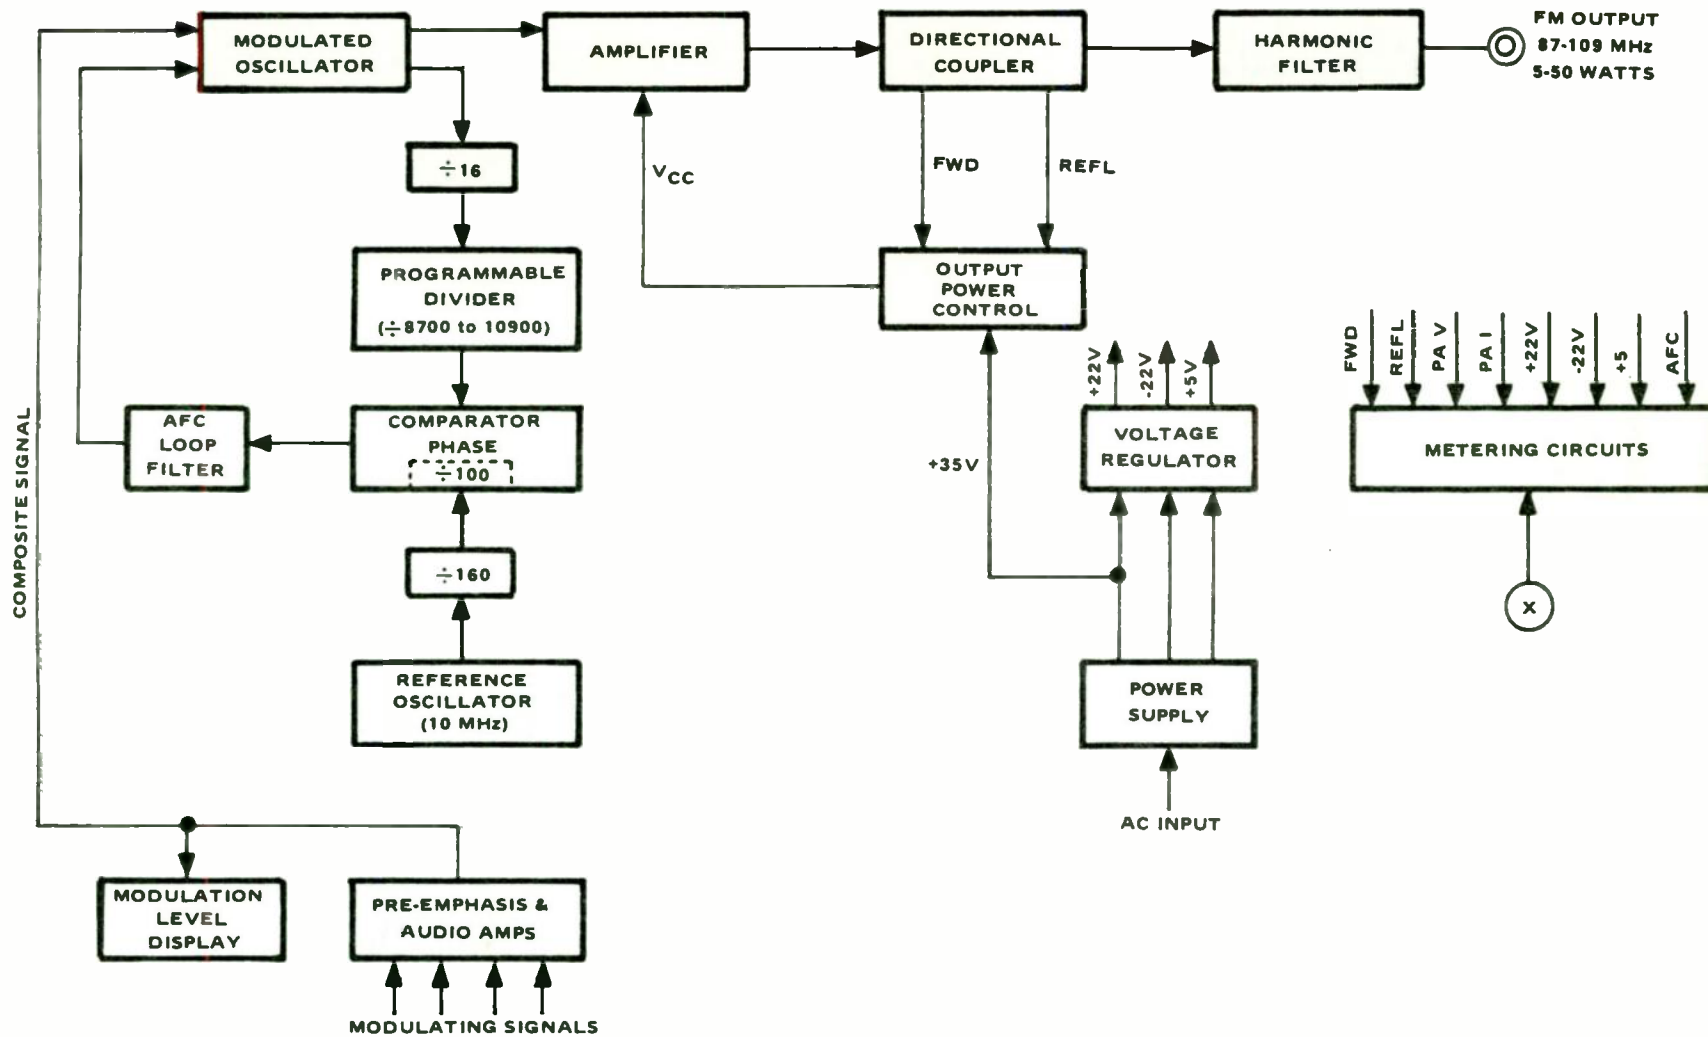 MODULATED
OSCILLATOR
AMPLIFIER
DIRECTIONAL
COUPLER
HARMONIC
FILTER
FM OUTPUT
87-109 MHz
5-50 WATTS
÷16
VCC
FWD
REFL
PROGRAMMABLE
DIVIDER
(÷8700 to 10900)
OUTPUT
POWER
CONTROL
+22V
-22V
+5V
FWD
REFL
PA V
PA I
+22V
-22V
+5
AFC
COMPOSITE SIGNAL
AFC
LOOP
FILTER
COMPARATOR
PHASE
÷100
+35V
VOLTAGE
REGULATOR
METERING CIRCUITS
÷160
X
REFERENCE
OSCILLATOR
(10 MHz)
POWER
SUPPLY
AC INPUT
MODULATION
LEVEL
DISPLAY
PRE-EMPHASIS &
AUDIO AMPS
MODULATING SIGNALS